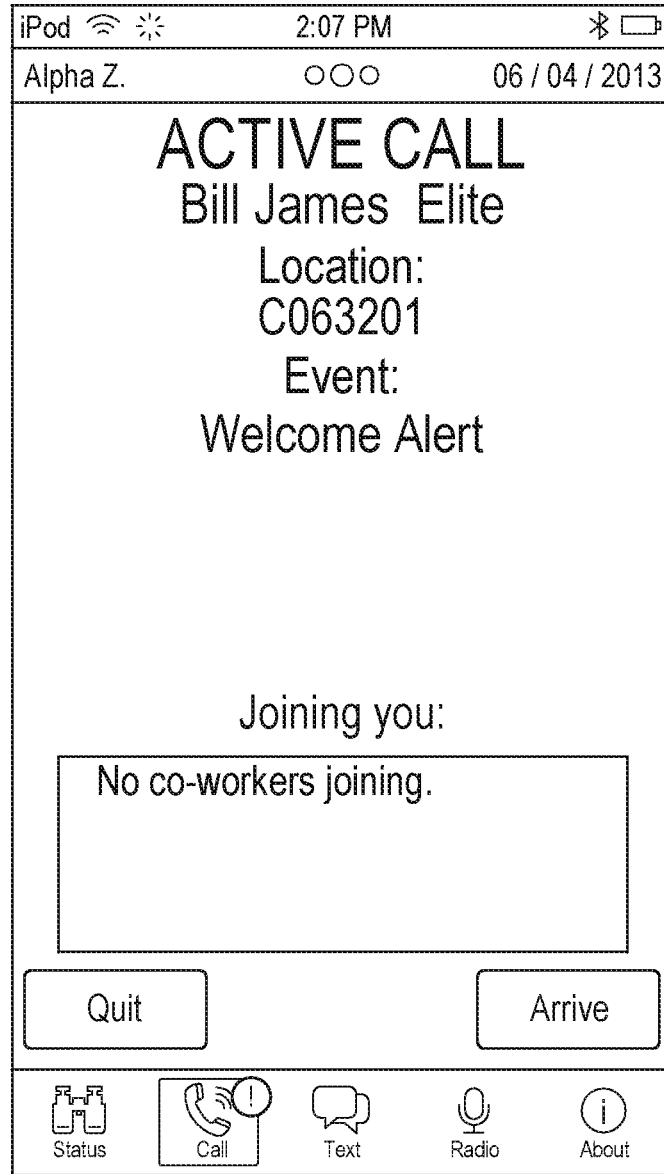 iPod 2:07 PM
Alpha Z. 06 / 04 / 2013
ACTIVE CALL
Bill James Elite
Location:
C063201
Event:
Welcome Alert
Joining you:
No co-workers joining.
Quit Arrive
!
i
Status Call Text Radio About